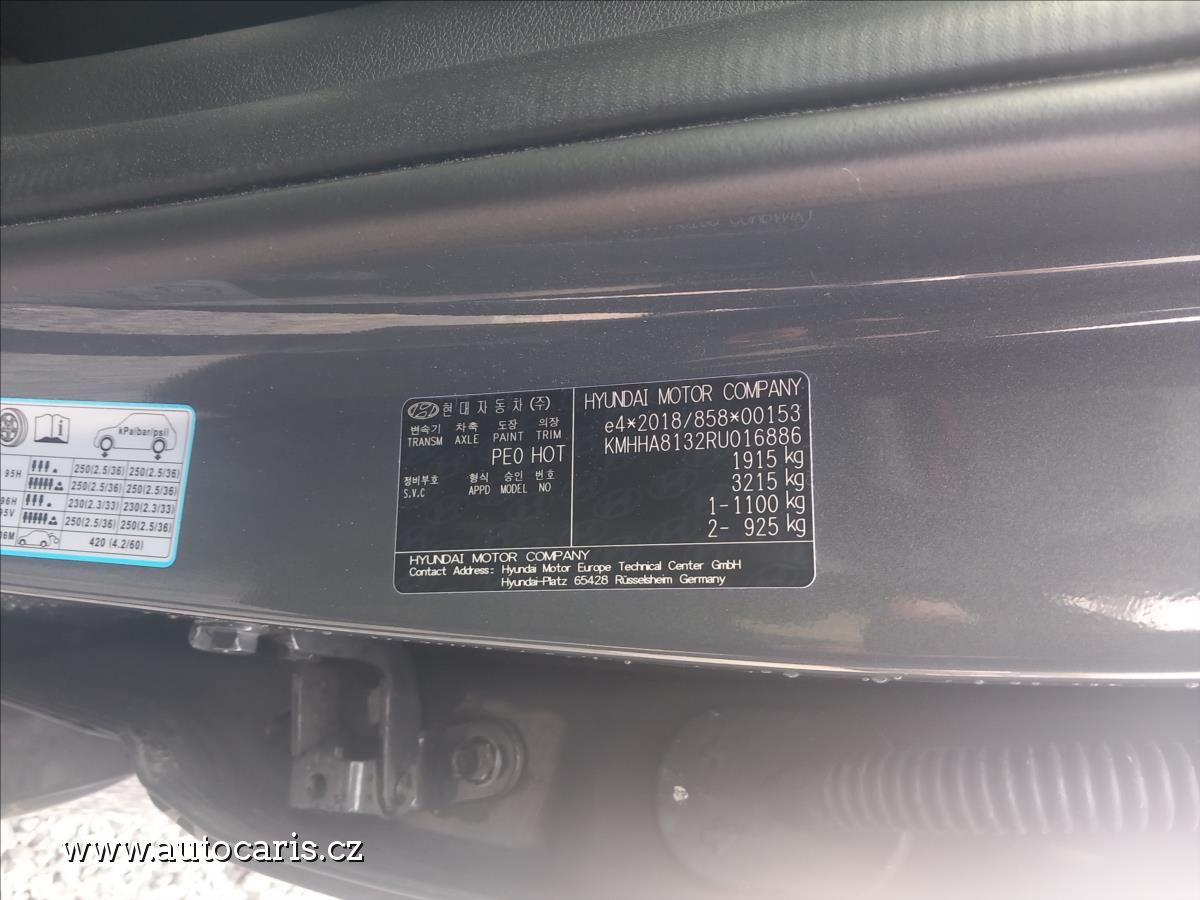 kPa(bar/psi)
95H
250(2.5/36) 250(2.5/36)
250(2.5/36) 250(2.5/36)
96H
95V
230(2.3/33) 230(2.3/33)
250(2.5/36) 250(2.5/36)
06M
420 (4.2/60)
현대자동차(주)
변속기 차축 도장 의장
TRANSM AXLE PAINT TRIM
PE0 HOT
정비부호 형식 승인 번호
S.V.C APPD MODEL NO
HYUNDAI MOTOR COMPANY
e4*2018/858*00153
KMHHA8132RU016886
1915 kg
3215 kg
1-1100 kg
2- 925 kg
HYUNDAI MOTOR COMPANY
Contact Address: Hyundai Motor Europe Technical Center GmbH
Hyundai-Platz 65428 Rüsselsheim Germany
www.autocaris.cz